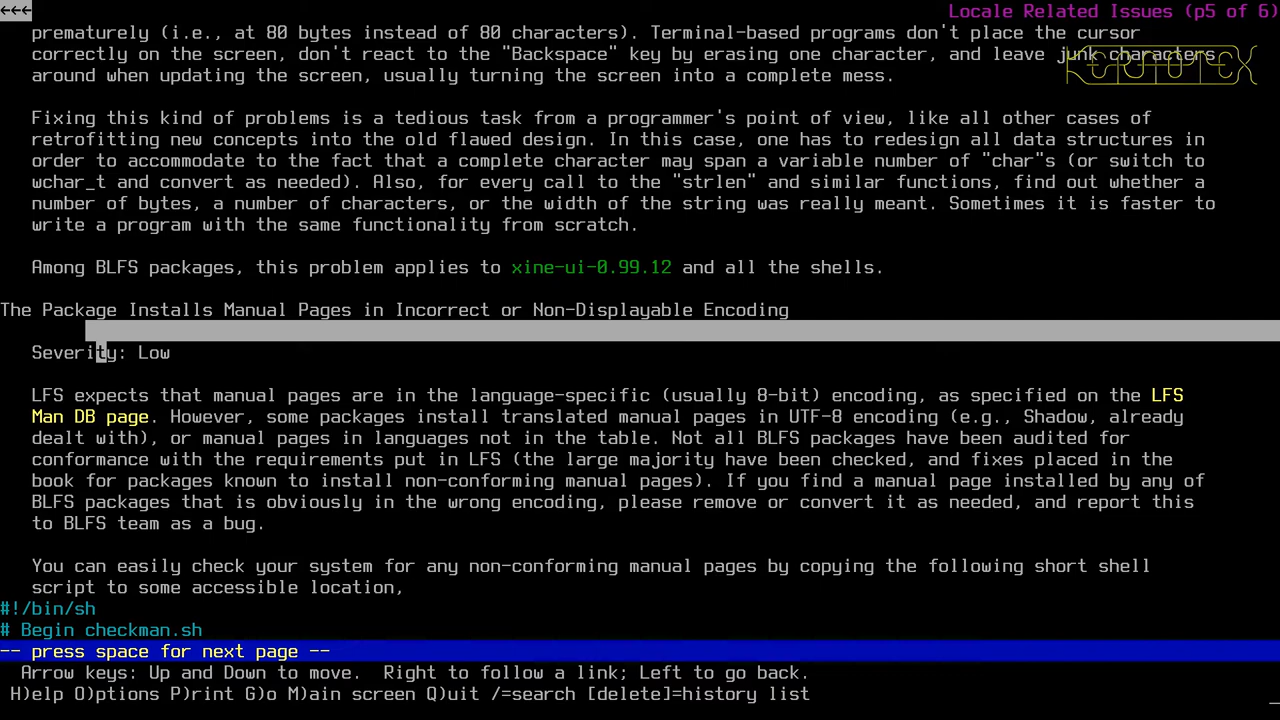 ←←← Locale Related Issues (p5 of 6)
prematurely (i.e., at 80 bytes instead of 80 characters). Terminal-based programs don't place the cursor
correctly on the screen, don't react to the "Backspace" key by erasing one character, and leave junk characters
around when updating the screen, usually turning the screen into a complete mess.
Fixing this kind of problems is a tedious task from a programmer's point of view, like all other cases of
retrofitting new concepts into the old flawed design. In this case, one has to redesign all data structures in
order to accommodate to the fact that a complete character may span a variable number of "char"s (or switch to
wchar_t and convert as needed). Also, for every call to the "strlen" and similar functions, find out whether a
number of bytes, a number of characters, or the width of the string was really meant. Sometimes it is faster to
write a program with the same functionality from scratch.
Among BLFS packages, this problem applies to xine-ui-0.99.12 and all the shells.
The Package Installs Manual Pages in Incorrect or Non-Displayable Encoding
Severity: Low
LFS expects that manual pages are in the language-specific (usually 8-bit) encoding, as specified on the LFS
Man DB page. However, some packages install translated manual pages in UTF-8 encoding (e.g., Shadow, already
dealt with), or manual pages in languages not in the table. Not all BLFS packages have been audited for
conformance with the requirements put in LFS (the large majority have been checked, and fixes placed in the
book for packages known to install non-conforming manual pages). If you find a manual page installed by any of
BLFS packages that is obviously in the wrong encoding, please remove or convert it as needed, and report this
to BLFS team as a bug.
You can easily check your system for any non-conforming manual pages by copying the following short shell
script to some accessible location,
#!/bin/sh
# Begin checkman.sh
-- press space for next page --
Arrow keys: Up and Down to move.  Right to follow a link; Left to go back.
H)elp O)ptions P)rint G)o M)ain screen Q)uit /=search [delete]=history list